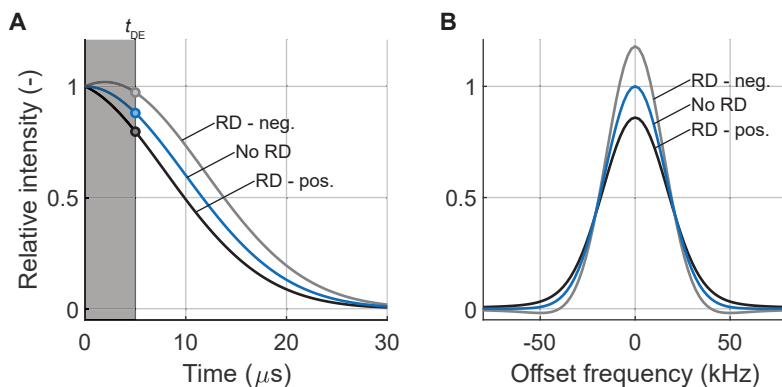 A
t_DE
1
0.5
0
Relative intensity (-)
RD - neg.
No RD
RD - pos.
0
10
20
30
Time (μs)
B
1
0.5
0
RD - neg.
No RD
RD - pos.
-50
0
50
Offset frequency (kHz)